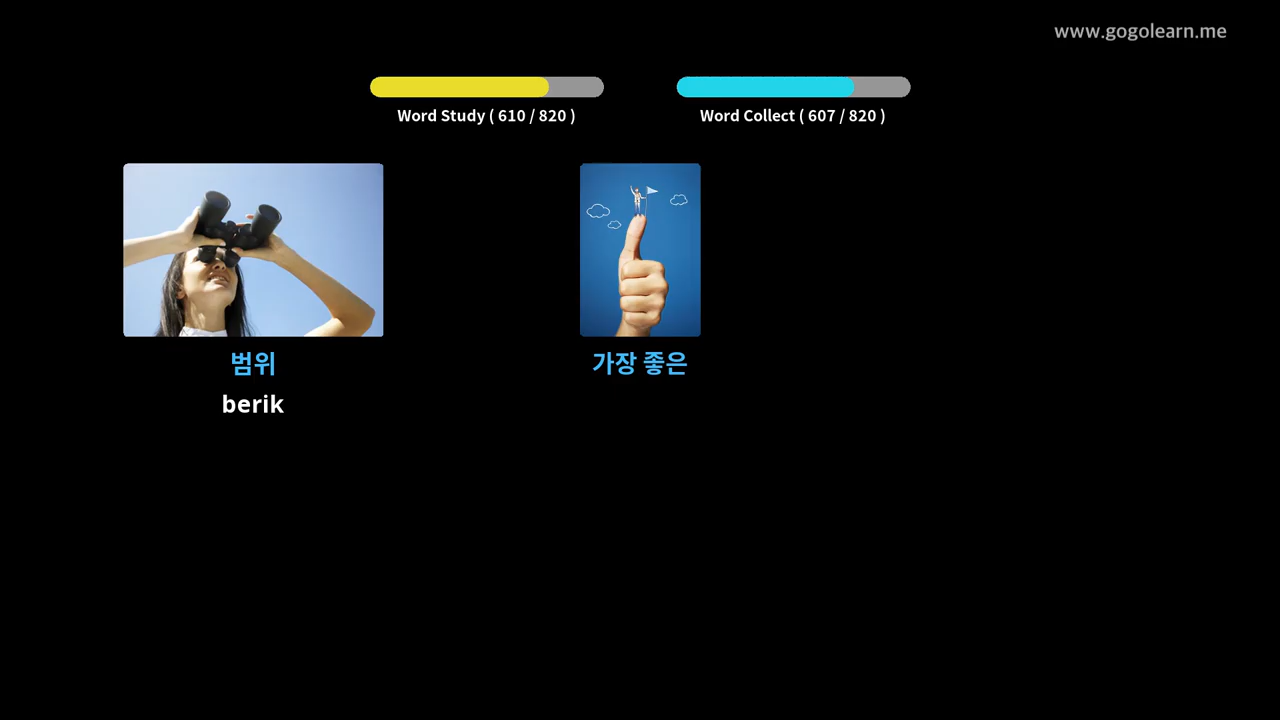 www.gogolearn.me
Word Study ( 610 / 820 )
Word Collect ( 607 / 820 )
범위
berik
가장 좋은